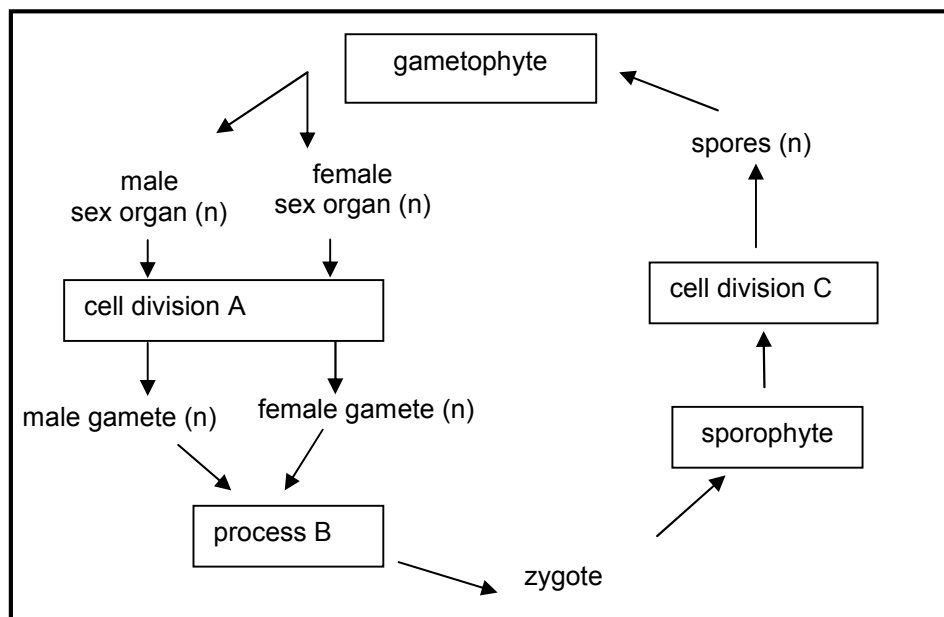 gametophyte
spores (n)
male
sex organ (n)
female
sex organ (n)
cell division A
cell division C
male gamete (n)
female gamete (n)
sporophyte
process B
zygote